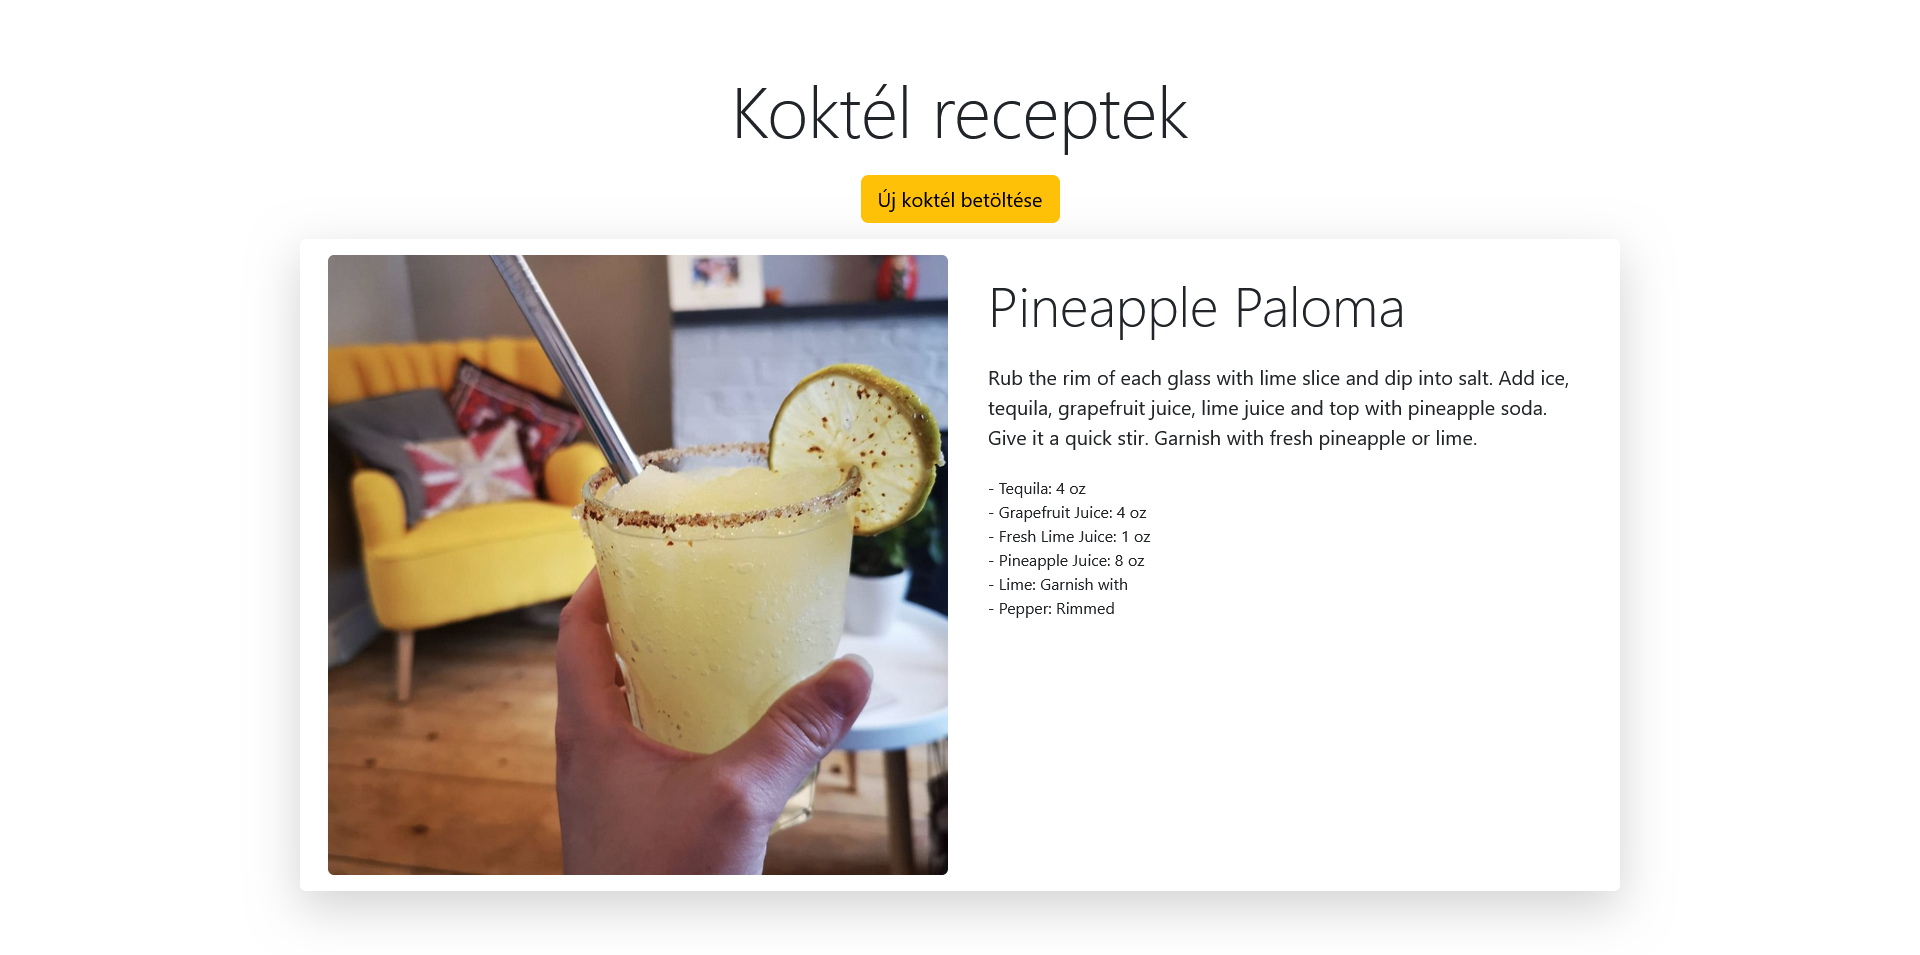 Koktél receptek
Új koktél betöltése
Pineapple Paloma
Rub the rim of each glass with lime slice and dip into salt. Add ice,
tequila, grapefruit juice, lime juice and top with pineapple soda.
Give it a quick stir. Garnish with fresh pineapple or lime.
- Tequila: 4 oz
- Grapefruit Juice: 4 oz
- Fresh Lime Juice: 1 oz
- Pineapple Juice: 8 oz
- Lime: Garnish with
- Pepper: Rimmed